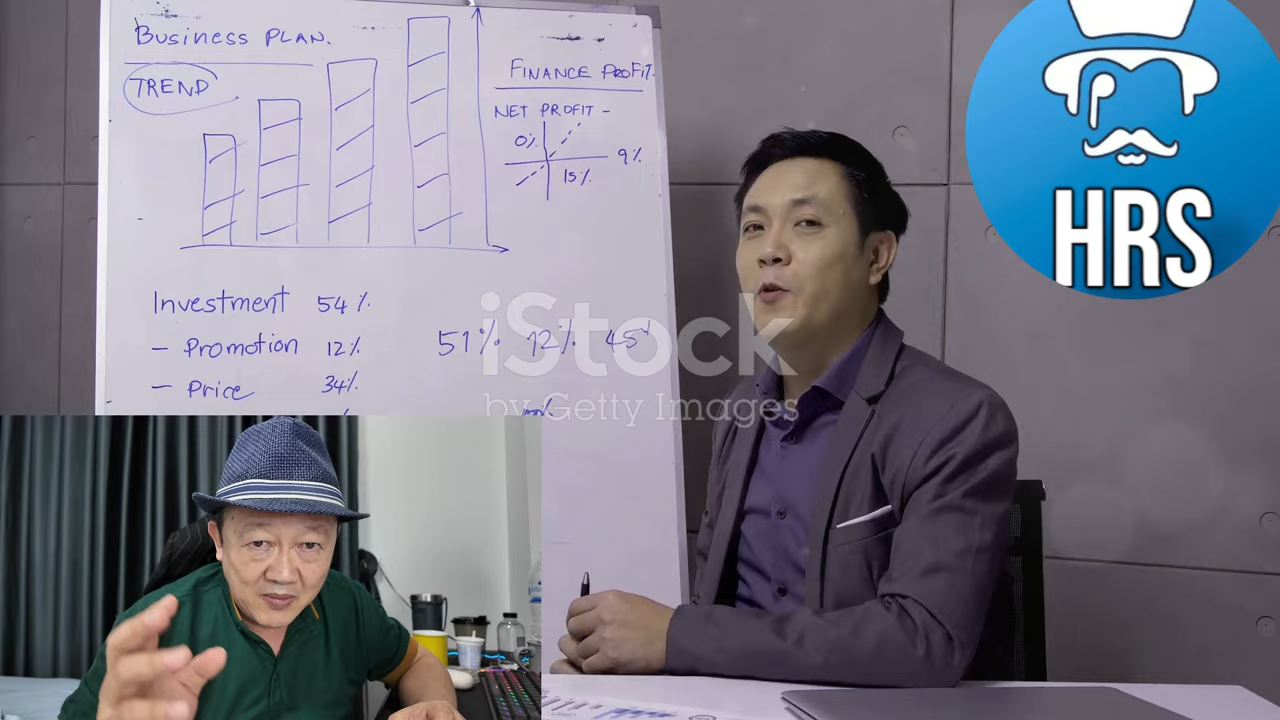 Business PLAN.
TREND
FINANCE PROFIT.
NET PROFIT -
0%
9%
15%
Investment 54%
- Promotion 12%
- Price 34%
51% 12% 45%
iStock
by Getty Images
HRS